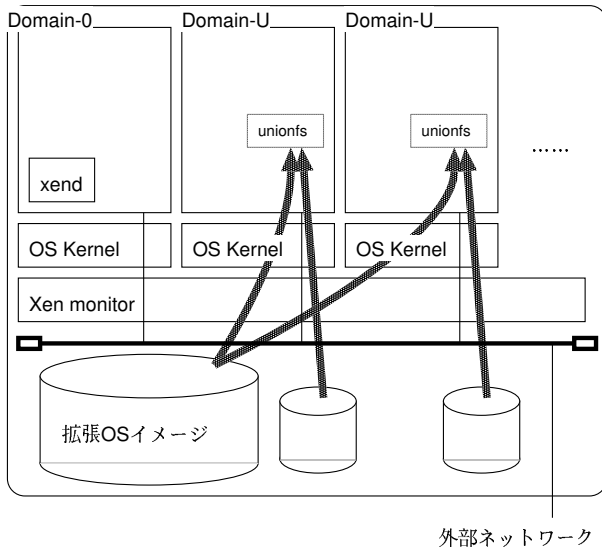 Domain-0 Domain-U Domain-U
unionfs unionfs
……
xend
OS Kernel OS Kernel OS Kernel
Xen monitor
拡張OSイメージ
外部ネットワーク